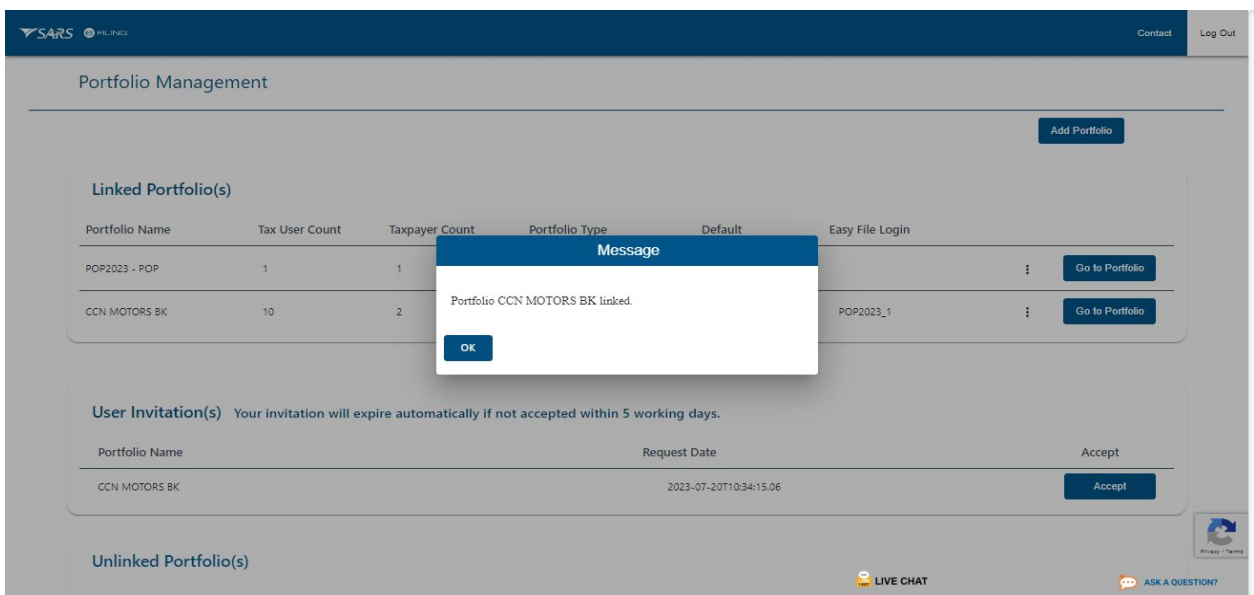 SARS eFILING Contact Log Out
Portfolio Management
Add Portfolio
Linked Portfolio(s)
Portfolio Name Tax User Count Taxpayer Count Portfolio Type Default Easy File Login
Message
POP2023 - POP 1 1 Go to Portfolio
Portfolio CCN MOTORS BK linked.
CCN MOTORS BK 10 2 POP2023_1 Go to Portfolio
OK
User Invitation(s) Your invitation will expire automatically if not accepted within 5 working days.
Portfolio Name Request Date Accept
CCN MOTORS BK 2023-07-20T10:34:15.06 Accept
Unlinked Portfolio(s)
Privacy - Terms
CHAT LIVE CHAT ASK A QUESTION?